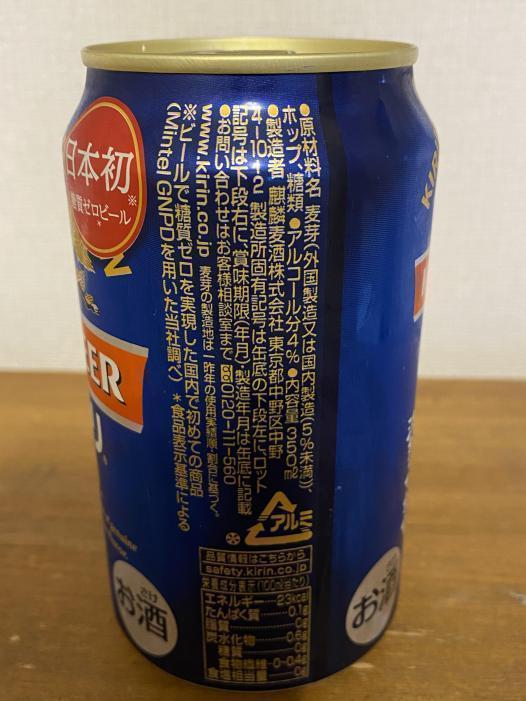 日本初※
糖質ゼロビール*
●原材料名 麦芽(外国製造又は国内製造(5%未満)、
ホップ、糖類 ●アルコール分4% ●内容量 350ml
●製造者 麒麟麦酒株式会社 東京都中野区中野
4-10-2 製造所固有記号は缶底の下段左に、ロット
記号は下段右に、賞味期限(年月)・製造年月は缶底に記載
●お問い合わせはお客様相談室まで 0120-111-560
www.kirin.co.jp 麦芽の製造地は一昨年の使用実績順・割合に基づく。
※ビールで糖質ゼロを実現した国内で初めての商品
(Mintel GNPDを用いた当社調べ) *食品表示基準による
アルミ
品質情報はこちらから
safety.kirin.co.jp
栄養成分表示(100ml当たり)
エネルギー 23kcal
たんぱく質 0.1g
脂質 0g
炭水化物 0.6g
糖質 0g
食物繊維 0~0.4g
食塩相当量 0g
さけ
お酒
お酒